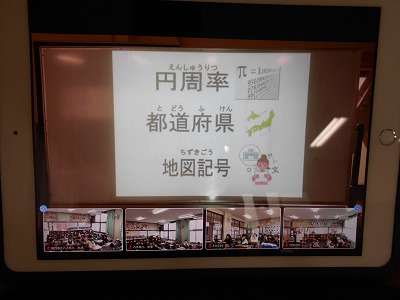 えんしゅうりつ
円周率
π=
と どう ふ けん
都道府県
ちずきごう
地図記号
文